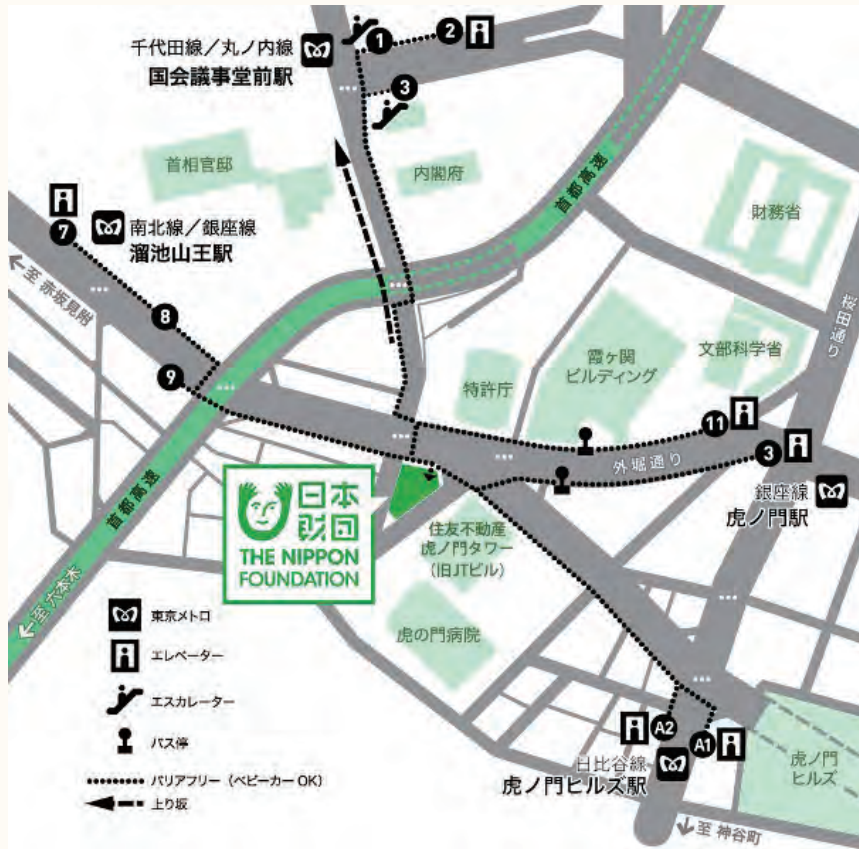 千代田線／丸ノ内線
国会議事堂前駅
1
2
3
首相官邸
内閣府
首都高速
財務省
7
南北線／銀座線
溜池山王駅
←至 赤坂見附
8
9
桜田通り
文部科学省
霞ヶ関
ビルディング
特許庁
11
3
外堀通り
銀座線
虎ノ門駅
首都高速
←至 六本木
日本
財団
THE NIPPON
FOUNDATION
住友不動産
虎ノ門タワー
（旧JTビル）
虎の門病院
東京メトロ
エレベーター
エスカレーター
バス停
バリアフリー（ベビーカーOK）
上り坂
A2
A1
日比谷線
虎ノ門ヒルズ駅
虎ノ門
ヒルズ
←至 神谷町